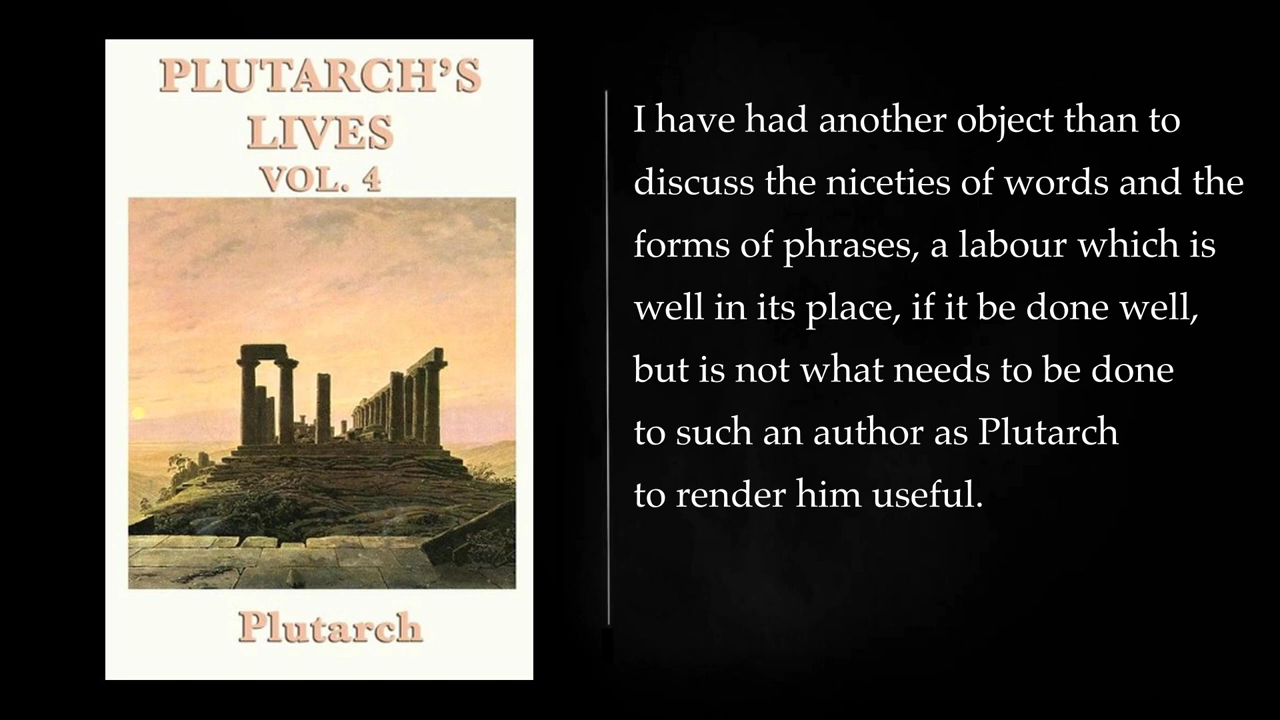 PLUTARCH'S
LIVES
VOL. 4
Plutarch
I have had another object than to
discuss the niceties of words and the
forms of phrases, a labour which is
well in its place, if it be done well,
but is not what needs to be done
to such an author as Plutarch
to render him useful.